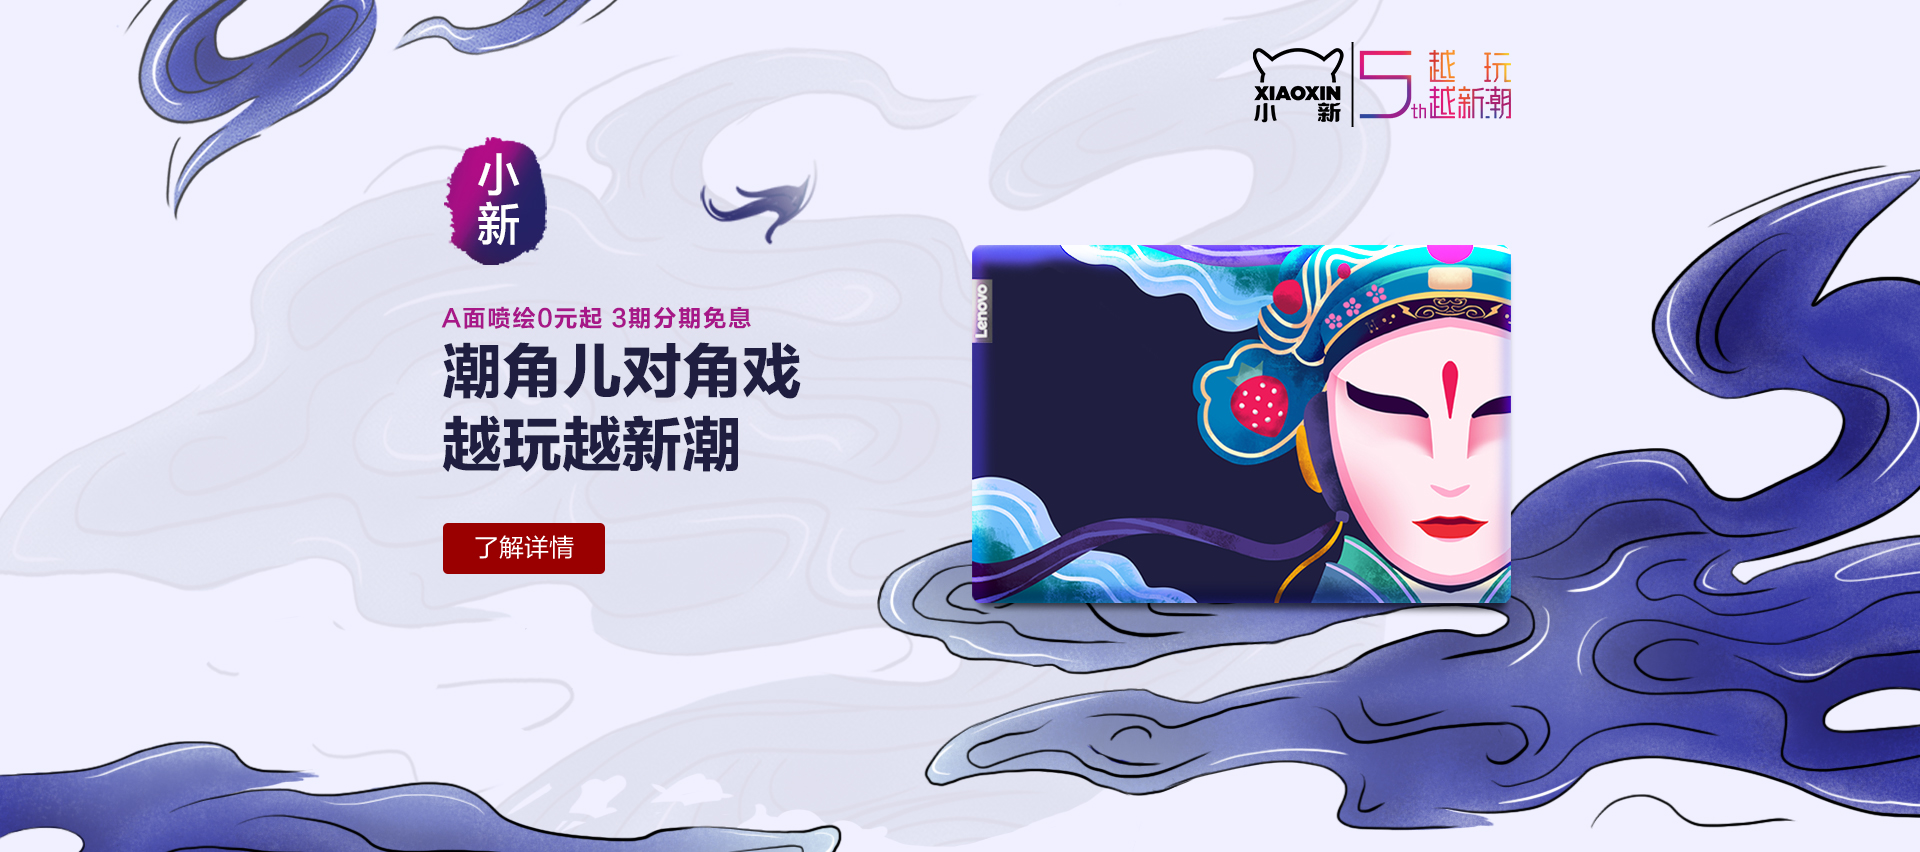 XIAOXIN
小新
5th
越玩
越新潮
小
新
A面喷绘0元起 3期分期免息
潮角儿对角戏
越玩越新潮
了解详情
Lenovo